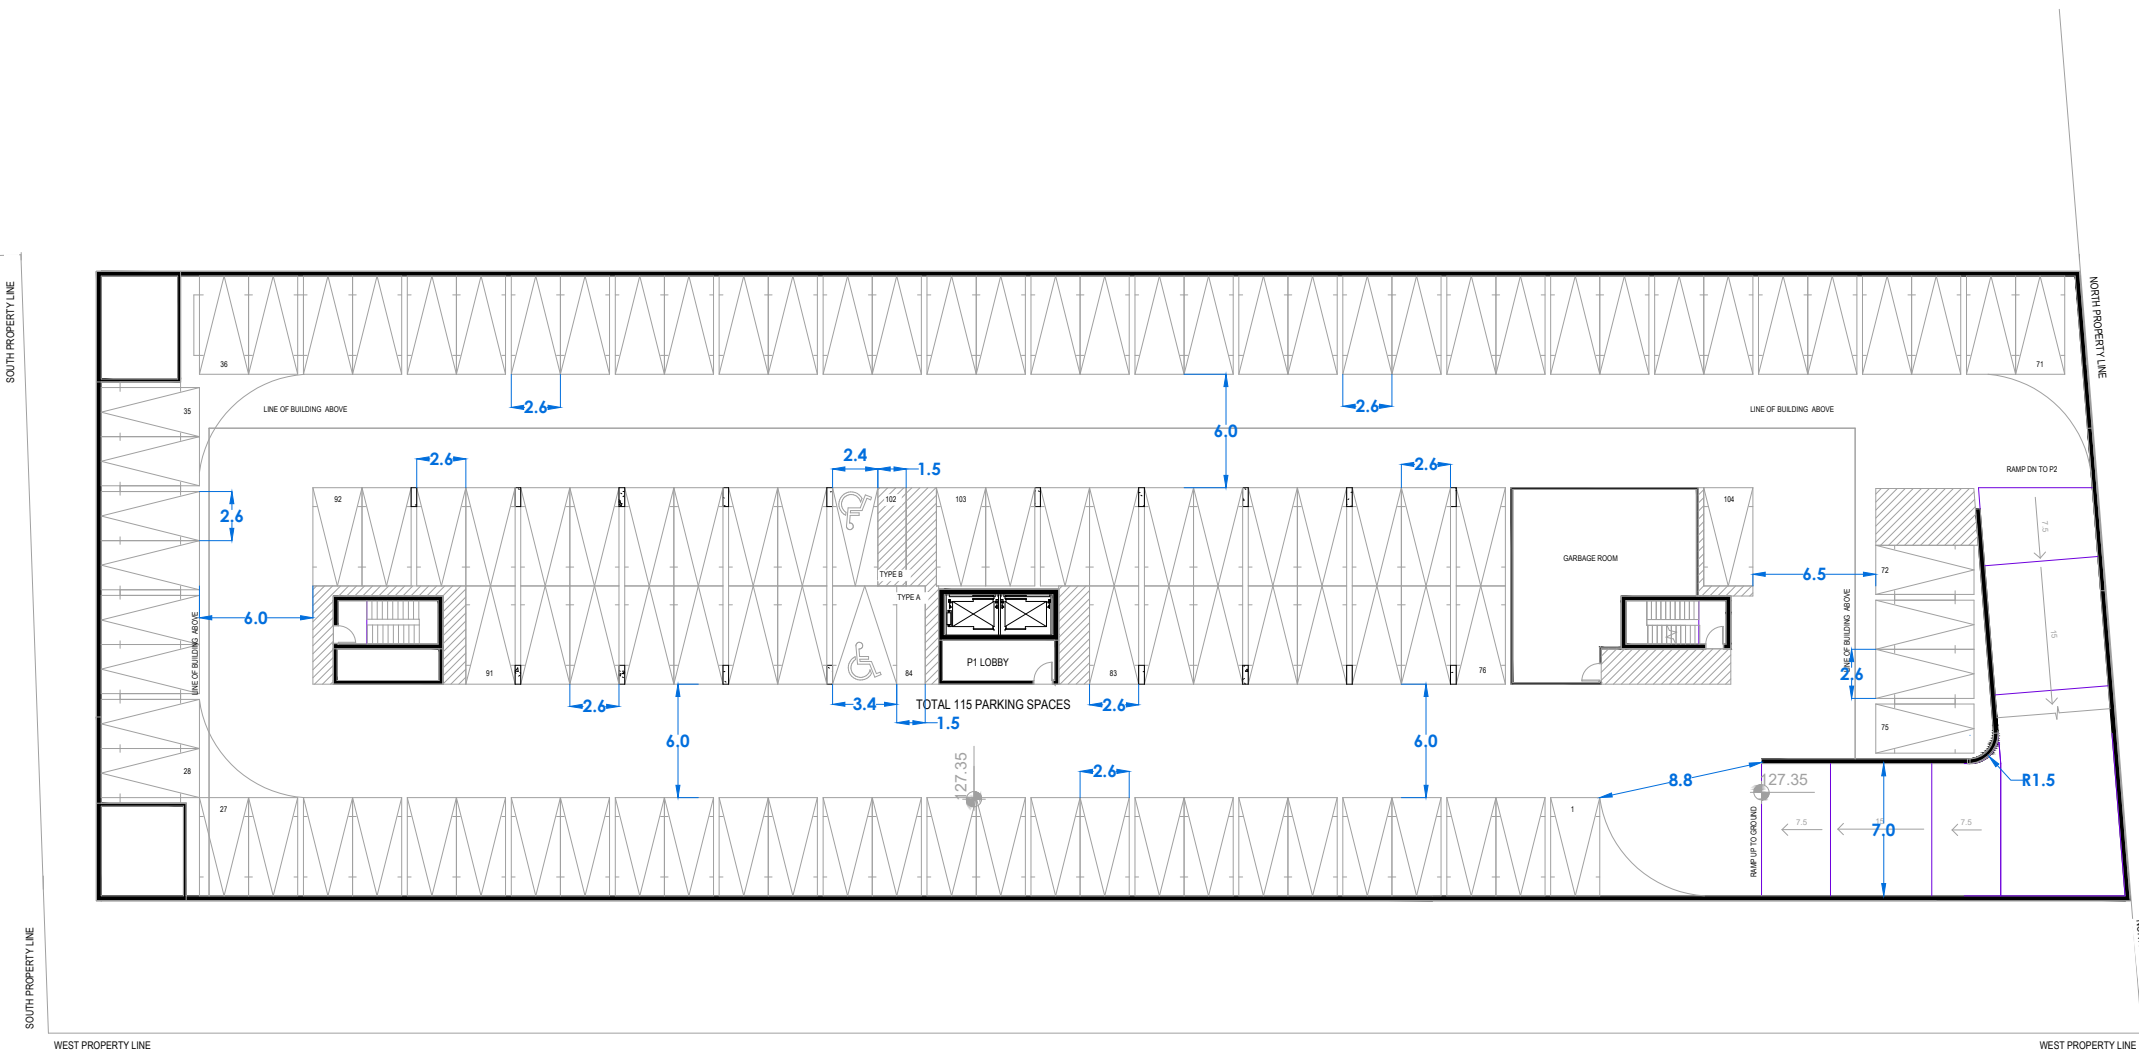 SOUTH PROPERTY LINE
NORTH PROPERTY LINE
36
71
35
LINE OF BUILDING ABOVE
2.6
2.6
LINE OF BUILDING ABOVE
6.0
2.6
2.4
1.5
2.6
RAMP DN TO P2
92
102
103
104
2.6
7.5
GARBAGE ROOM
TYPE B
6.5
72
TYPE A
6.0
LINE OF BUILDING ABOVE
LINE OF BUILDING ABOVE
15
P1 LOBBY
91
84
83
76
2.6
2.6
3.4
TOTAL 115 PARKING SPACES
2.6
1.5
75
6.0
6.0
28
2.6
127.35
8.8
127.35
R1.5
27
1
RAMP UP TO GROUND
7.5
15
7.0
7.5
SOUTH PROPERTY LINE
WEST PROPERTY LINE
WEST PROPERTY LINE